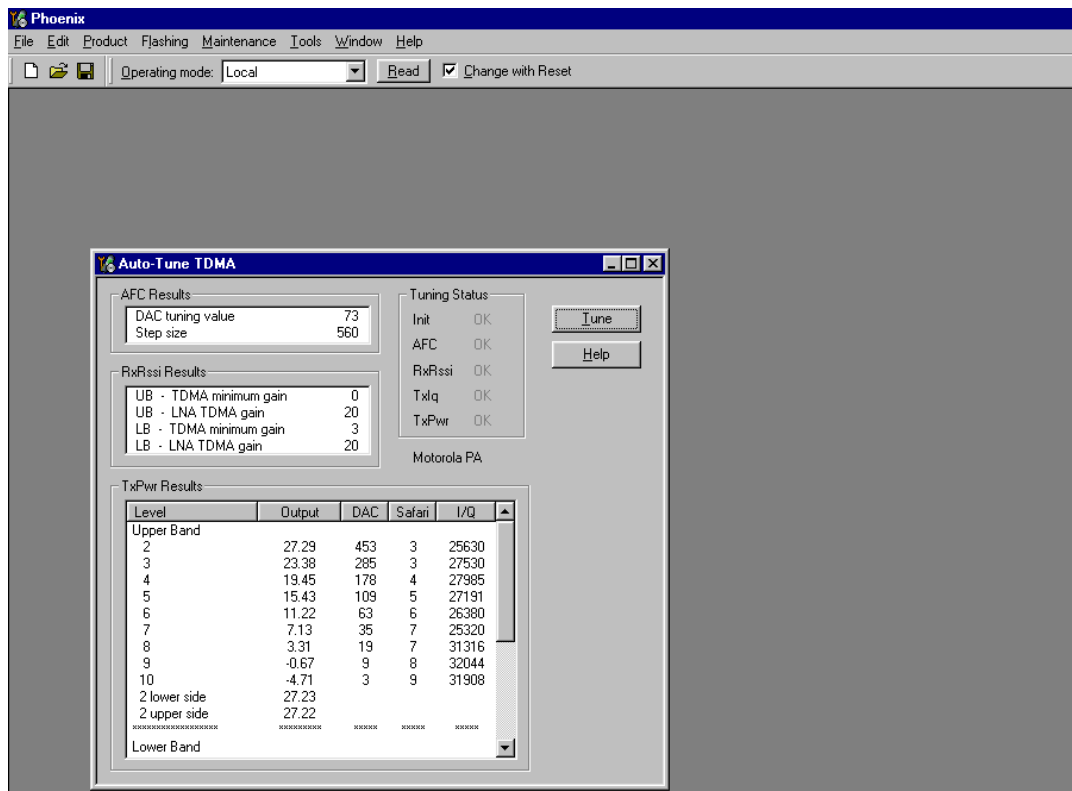 Phoenix
File Edit Product Flashing Maintenance Tools Window Help
Operating mode: Local Read Change with Reset
Auto-Tune TDMA
AFC Results
DAC tuning value 73
Step size 560
RxRssi Results
UB - TDMA minimum gain 0
UB - LNA TDMA gain 20
LB - TDMA minimum gain 3
LB - LNA TDMA gain 20
Tuning Status
Init OK
AFC OK
RxRssi OK
TxIq OK
TxPwr OK
Motorola PA
Tune
Help
TxPwr Results
Level Output DAC Safari I/Q
Upper Band
2 27.29 453 3 25630
3 23.38 285 3 27530
4 19.45 178 4 27985
5 15.43 109 5 27191
6 11.22 63 6 26380
7 7.13 35 7 25320
8 3.31 19 7 31316
9 -0.67 9 8 32044
10 -4.71 3 9 31908
2 lower side 27.23
2 upper side 27.22
xxxxxxxxxxxxxxxxx xxxxxxxxx xxxxx xxxxx xxxxx
Lower Band